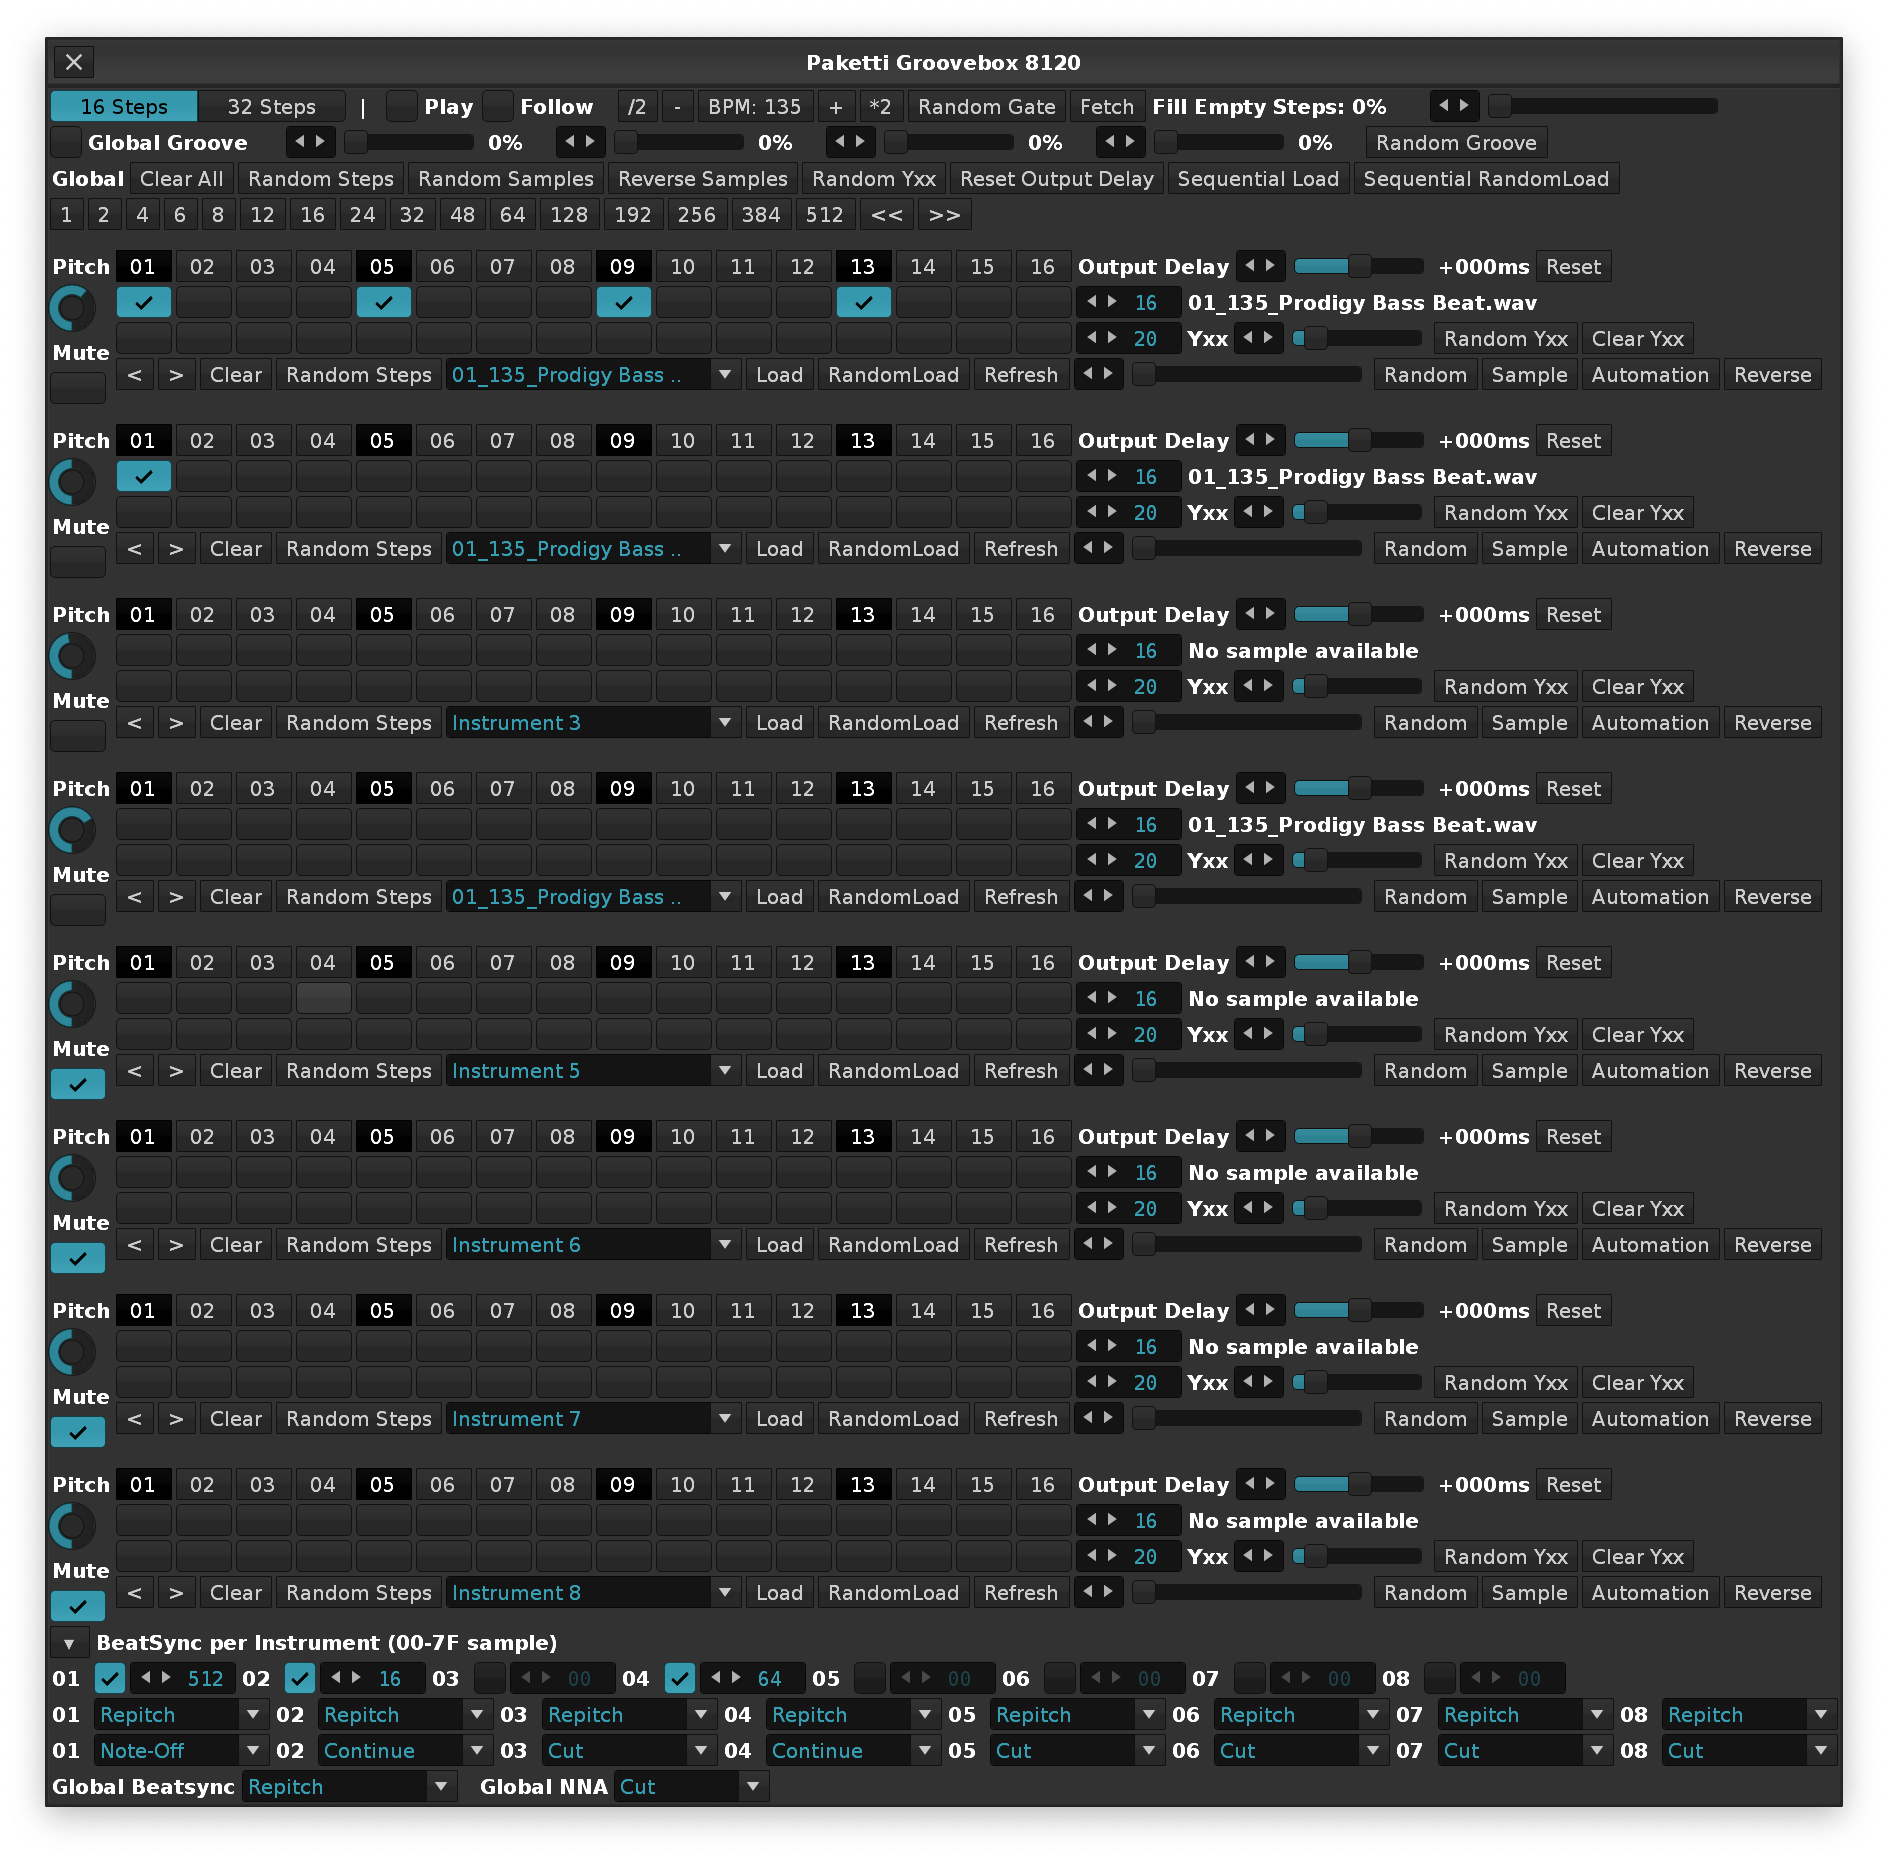 Paketti Groovebox 8120
16 Steps 32 Steps | Play Follow /2 - BPM: 135 + *2 Random Gate Fetch Fill Empty Steps: 0%
Global Groove 0% 0% 0% 0% Random Groove
Global Clear All Random Steps Random Samples Reverse Samples Random Yxx Reset Output Delay Sequential Load Sequential RandomLoad
1 2 4 6 8 12 16 24 32 48 64 128 192 256 384 512 << >>
Pitch 01 02 03 04 05 06 07 08 09 10 11 12 13 14 15 16 Output Delay +000ms Reset
16 01_135_Prodigy Bass Beat.wav
20 Yxx Random Yxx Clear Yxx
Mute
< > Clear Random Steps 01_135_Prodigy Bass .. Load RandomLoad Refresh Random Sample Automation Reverse
Pitch 01 02 03 04 05 06 07 08 09 10 11 12 13 14 15 16 Output Delay +000ms Reset
16 01_135_Prodigy Bass Beat.wav
20 Yxx Random Yxx Clear Yxx
Mute
< > Clear Random Steps 01_135_Prodigy Bass .. Load RandomLoad Refresh Random Sample Automation Reverse
Pitch 01 02 03 04 05 06 07 08 09 10 11 12 13 14 15 16 Output Delay +000ms Reset
16 No sample available
20 Yxx Random Yxx Clear Yxx
Mute
< > Clear Random Steps Instrument 3 Load RandomLoad Refresh Random Sample Automation Reverse
Pitch 01 02 03 04 05 06 07 08 09 10 11 12 13 14 15 16 Output Delay +000ms Reset
16 01_135_Prodigy Bass Beat.wav
20 Yxx Random Yxx Clear Yxx
Mute
< > Clear Random Steps 01_135_Prodigy Bass .. Load RandomLoad Refresh Random Sample Automation Reverse
Pitch 01 02 03 04 05 06 07 08 09 10 11 12 13 14 15 16 Output Delay +000ms Reset
16 No sample available
20 Yxx Random Yxx Clear Yxx
Mute
< > Clear Random Steps Instrument 5 Load RandomLoad Refresh Random Sample Automation Reverse
Pitch 01 02 03 04 05 06 07 08 09 10 11 12 13 14 15 16 Output Delay +000ms Reset
16 No sample available
20 Yxx Random Yxx Clear Yxx
Mute
< > Clear Random Steps Instrument 6 Load RandomLoad Refresh Random Sample Automation Reverse
Pitch 01 02 03 04 05 06 07 08 09 10 11 12 13 14 15 16 Output Delay +000ms Reset
16 No sample available
20 Yxx Random Yxx Clear Yxx
Mute
< > Clear Random Steps Instrument 7 Load RandomLoad Refresh Random Sample Automation Reverse
Pitch 01 02 03 04 05 06 07 08 09 10 11 12 13 14 15 16 Output Delay +000ms Reset
16 No sample available
20 Yxx Random Yxx Clear Yxx
Mute
< > Clear Random Steps Instrument 8 Load RandomLoad Refresh Random Sample Automation Reverse
BeatSync per Instrument (00-7F sample)
01 512 02 16 03 00 04 64 05 00 06 00 07 00 08 00
01 Repitch 02 Repitch 03 Repitch 04 Repitch 05 Repitch 06 Repitch 07 Repitch 08 Repitch
01 Note-Off 02 Continue 03 Cut 04 Continue 05 Cut 06 Cut 07 Cut 08 Cut
Global Beatsync Repitch Global NNA Cut